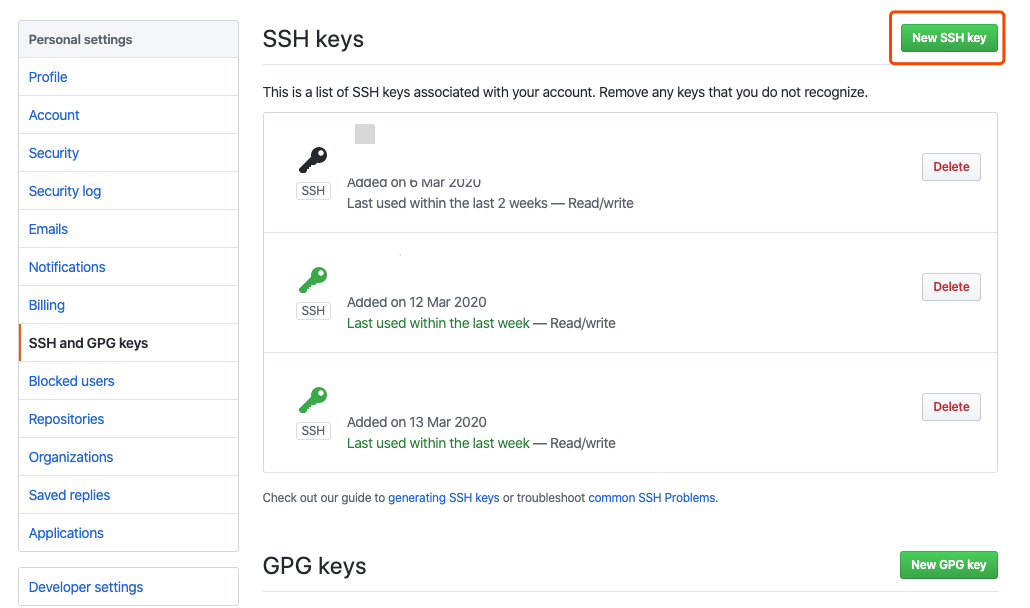 Personal settings
Profile
Account
Security
Security log
Emails
Notifications
Billing
SSH and GPG keys
Blocked users
Repositories
Organizations
Saved replies
Applications
Developer settings
SSH keys
New SSH key
This is a list of SSH keys associated with your account. Remove any keys that you do not recognize.
SSH
Added on 6 Mar 2020
Last used within the last 2 weeks — Read/write
Delete
SSH
Added on 12 Mar 2020
Last used within the last week — Read/write
Delete
SSH
Added on 13 Mar 2020
Last used within the last week — Read/write
Delete
Check out our guide to generating SSH keys or troubleshoot common SSH Problems.
GPG keys
New GPG key